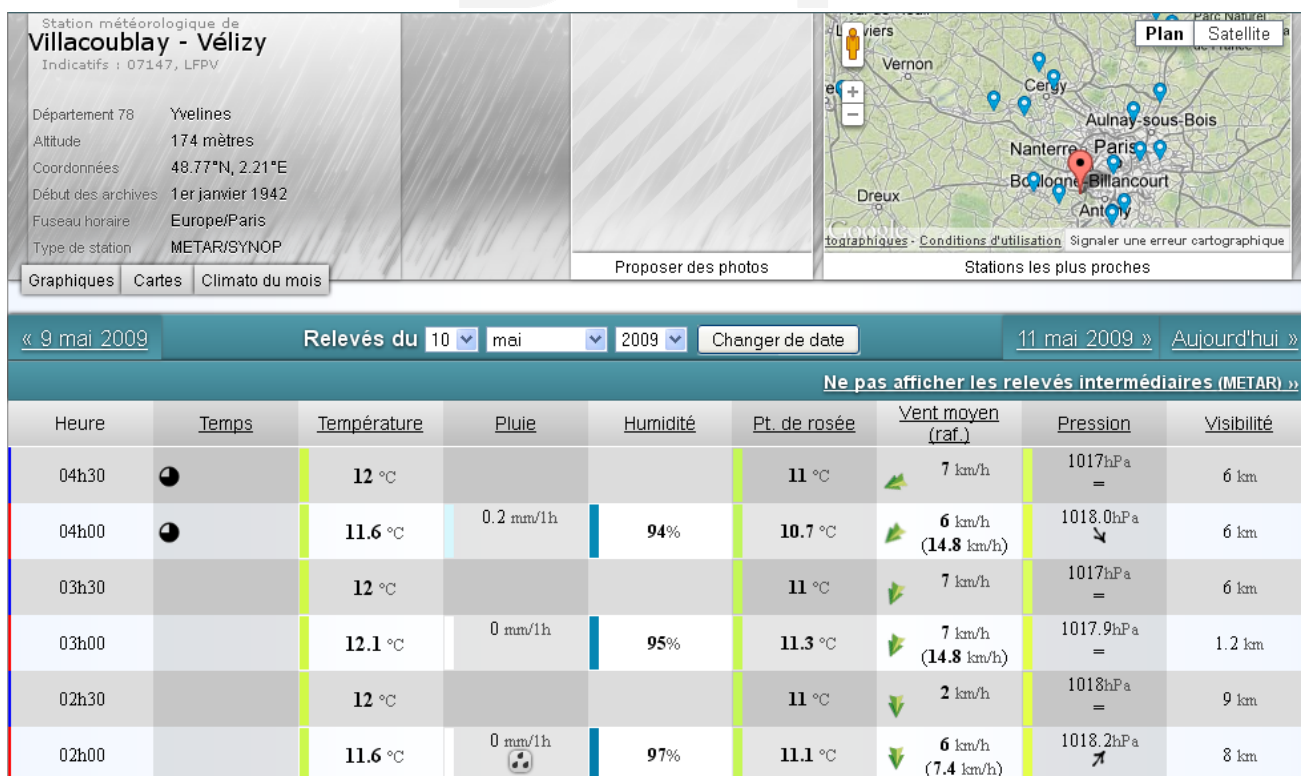 Station météorologique de
Villacoublay - Vélizy
Indicatifs : 07147, LFPV
Département 78 Yvelines
Altitude 174 mètres
Coordonnées 48.77°N, 2.21°E
Début des archives 1er janvier 1942
Fuseau horaire Europe/Paris
Type de station METAR/SYNOP
Graphiques Cartes Climato du mois
Proposer des photos
Parc Naturel
Plan Satellite
Vernon
Cergy
Aulnay-sous-Bois
Nanterre Paris
Boulogne-Billancourt
Dreux
Antony
Google
tographiques - Conditions d'utilisation Signaler une erreur cartographique
Stations les plus proches
« 9 mai 2009 Relevés du 10 mai 2009 Changer de date 11 mai 2009 » Aujourd'hui »
Ne pas afficher les relevés intermédiaires (METAR) »
Heure Temps Température Pluie Humidité Pt. de rosée Vent moyen (raf.) Pression Visibilité
04h30 12 °C 11 °C 7 km/h 1017hPa = 6 km
04h00 11.6 °C 0.2 mm/1h 94% 10.7 °C 6 km/h (14.8 km/h) 1018.0hPa 6 km
03h30 12 °C 11 °C 7 km/h 1017hPa = 6 km
03h00 12.1 °C 0 mm/1h 95% 11.3 °C 7 km/h (14.8 km/h) 1017.9hPa = 1.2 km
02h30 12 °C 11 °C 2 km/h 1018hPa = 9 km
02h00 11.6 °C 0 mm/1h 97% 11.1 °C 6 km/h (7.4 km/h) 1018.2hPa 8 km